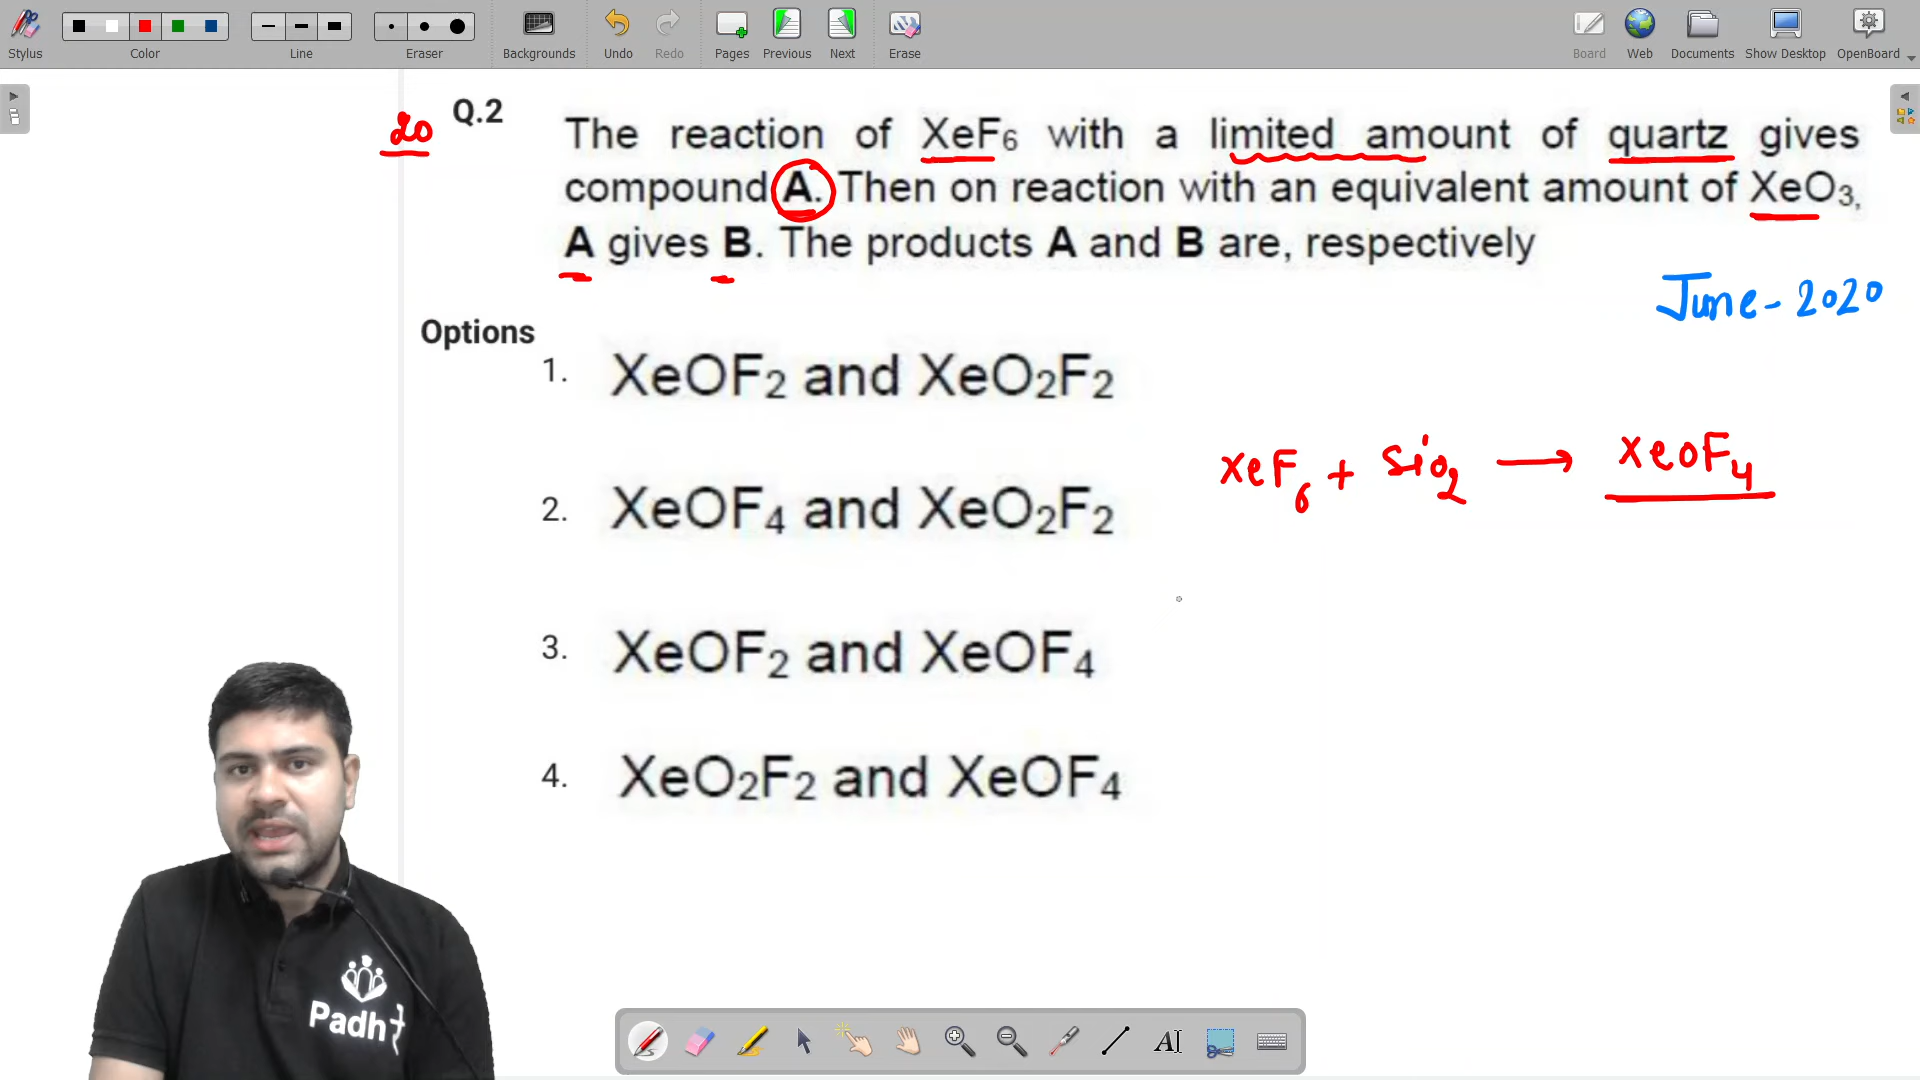 Stylus Color Line Eraser Backgrounds Undo Redo Pages Previous Next Erase Board Web Documents Show Desktop OpenBoard
20 Q.2 The reaction of XeF6 with a limited amount of quartz gives
compound A. Then on reaction with an equivalent amount of XeO3,
A gives B. The products A and B are, respectively
June-2020
Options
1. XeOF2 and XeO2F2
XeF6 + SiO2 → XeOF4
2. XeOF4 and XeO2F2
3. XeOF2 and XeOF4
4. XeO2F2 and XeOF4
Padh
AI